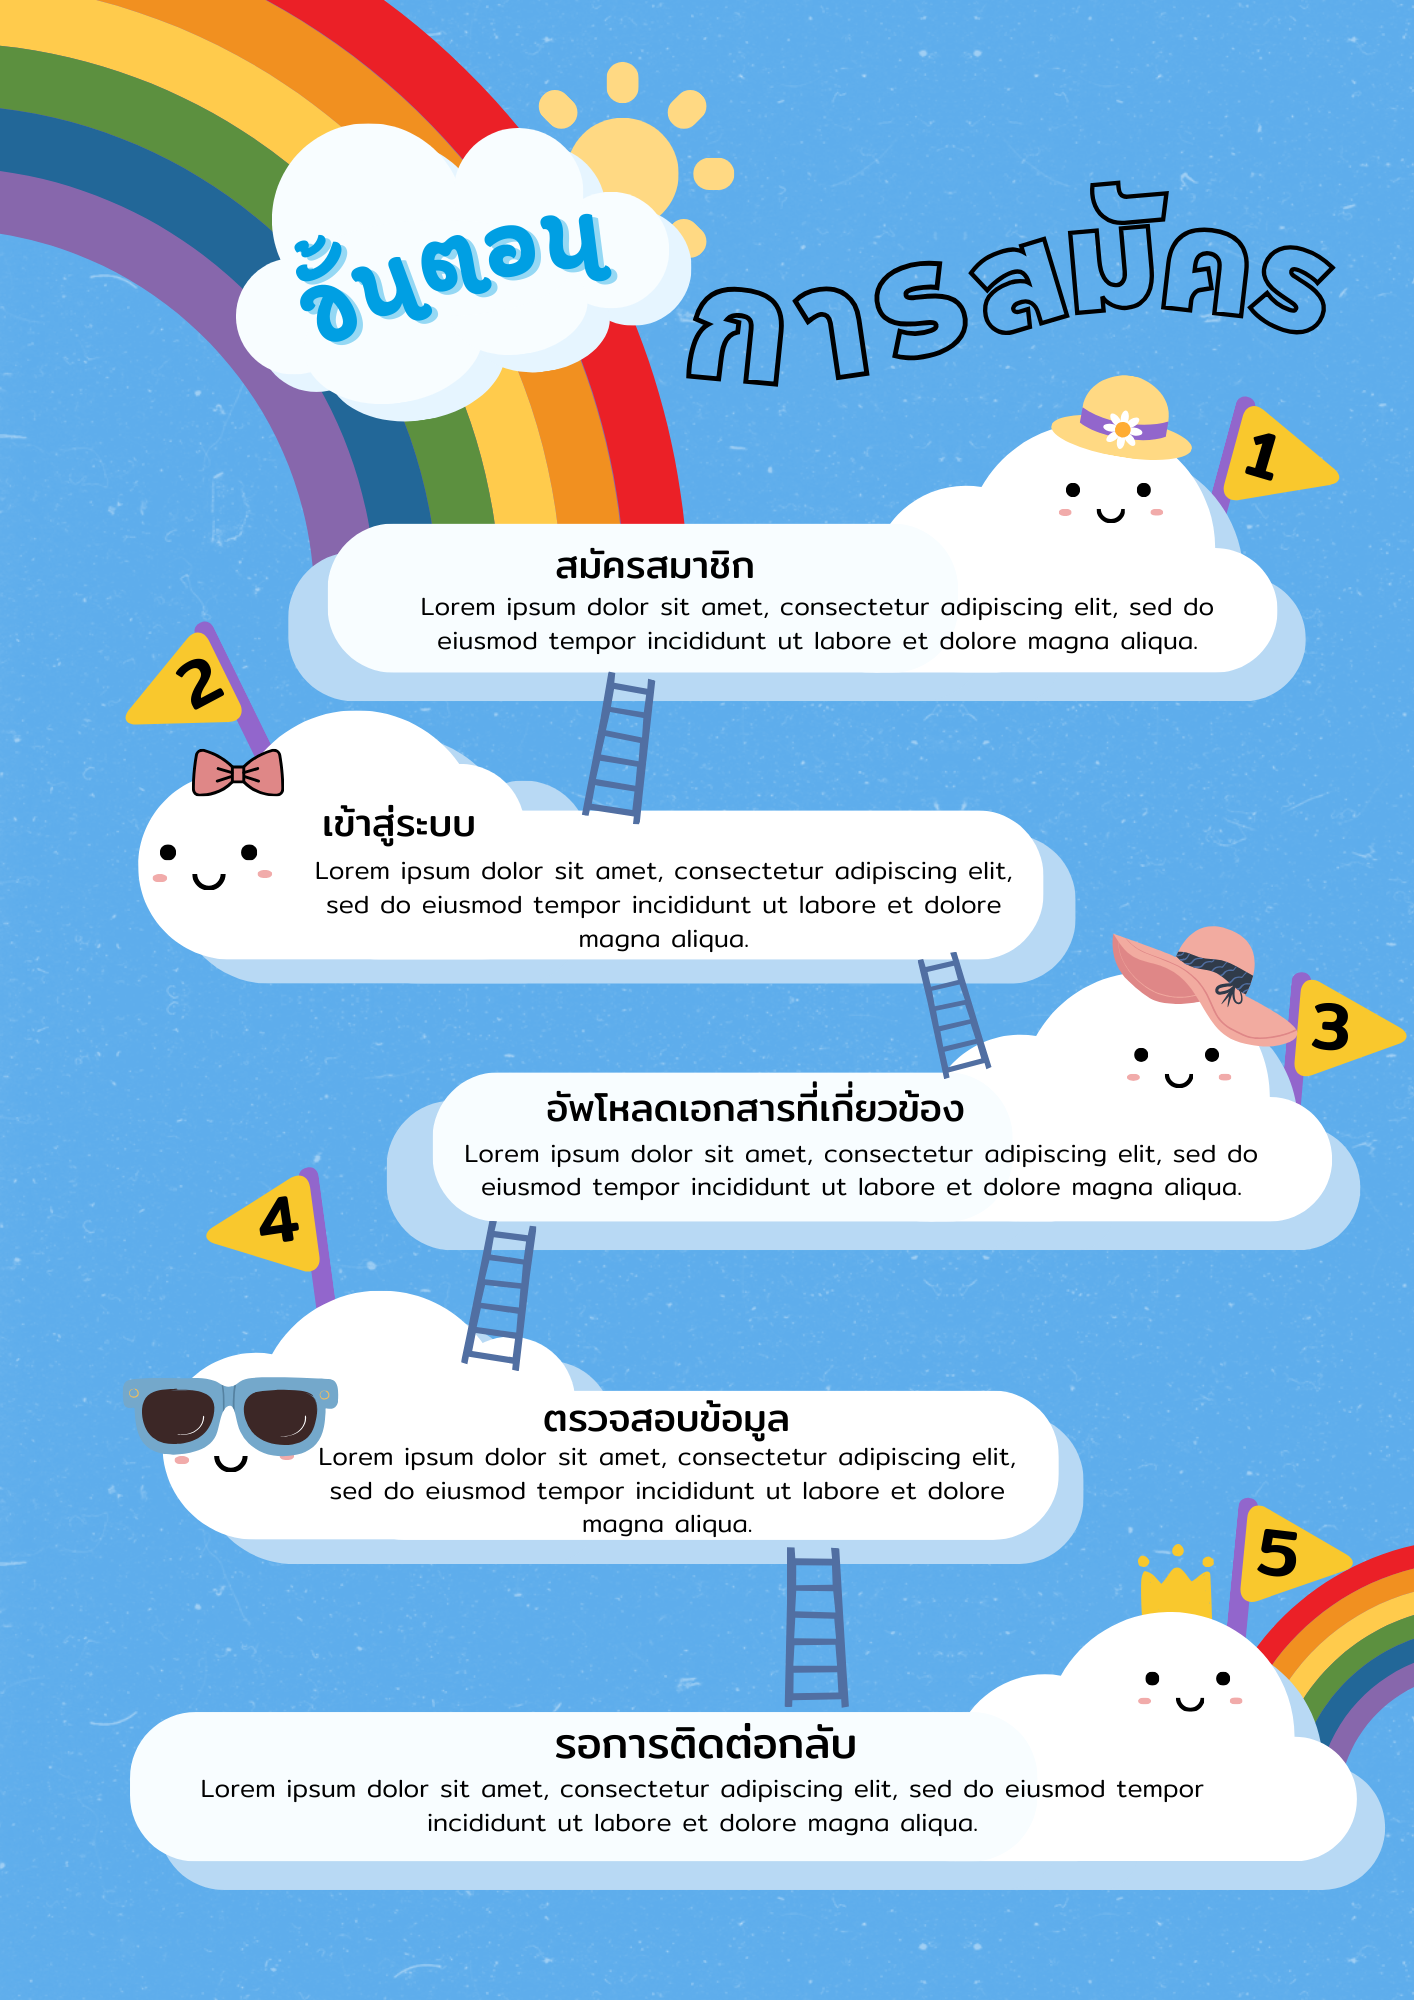 ขั้นตอน
การสมัคร
1
สมัครสมาชิก
Lorem ipsum dolor sit amet, consectetur adipiscing elit, sed do
eiusmod tempor incididunt ut labore et dolore magna aliqua.
2
เข้าสู่ระบบ
Lorem ipsum dolor sit amet, consectetur adipiscing elit,
sed do eiusmod tempor incididunt ut labore et dolore
magna aliqua.
3
อัพโหลดเอกสารที่เกี่ยวข้อง
Lorem ipsum dolor sit amet, consectetur adipiscing elit, sed do
eiusmod tempor incididunt ut labore et dolore magna aliqua.
4
ตรวจสอบข้อมูล
Lorem ipsum dolor sit amet, consectetur adipiscing elit,
sed do eiusmod tempor incididunt ut labore et dolore
magna aliqua.
5
รอการติดต่อกลับ
Lorem ipsum dolor sit amet, consectetur adipiscing elit, sed do eiusmod tempor
incididunt ut labore et dolore magna aliqua.